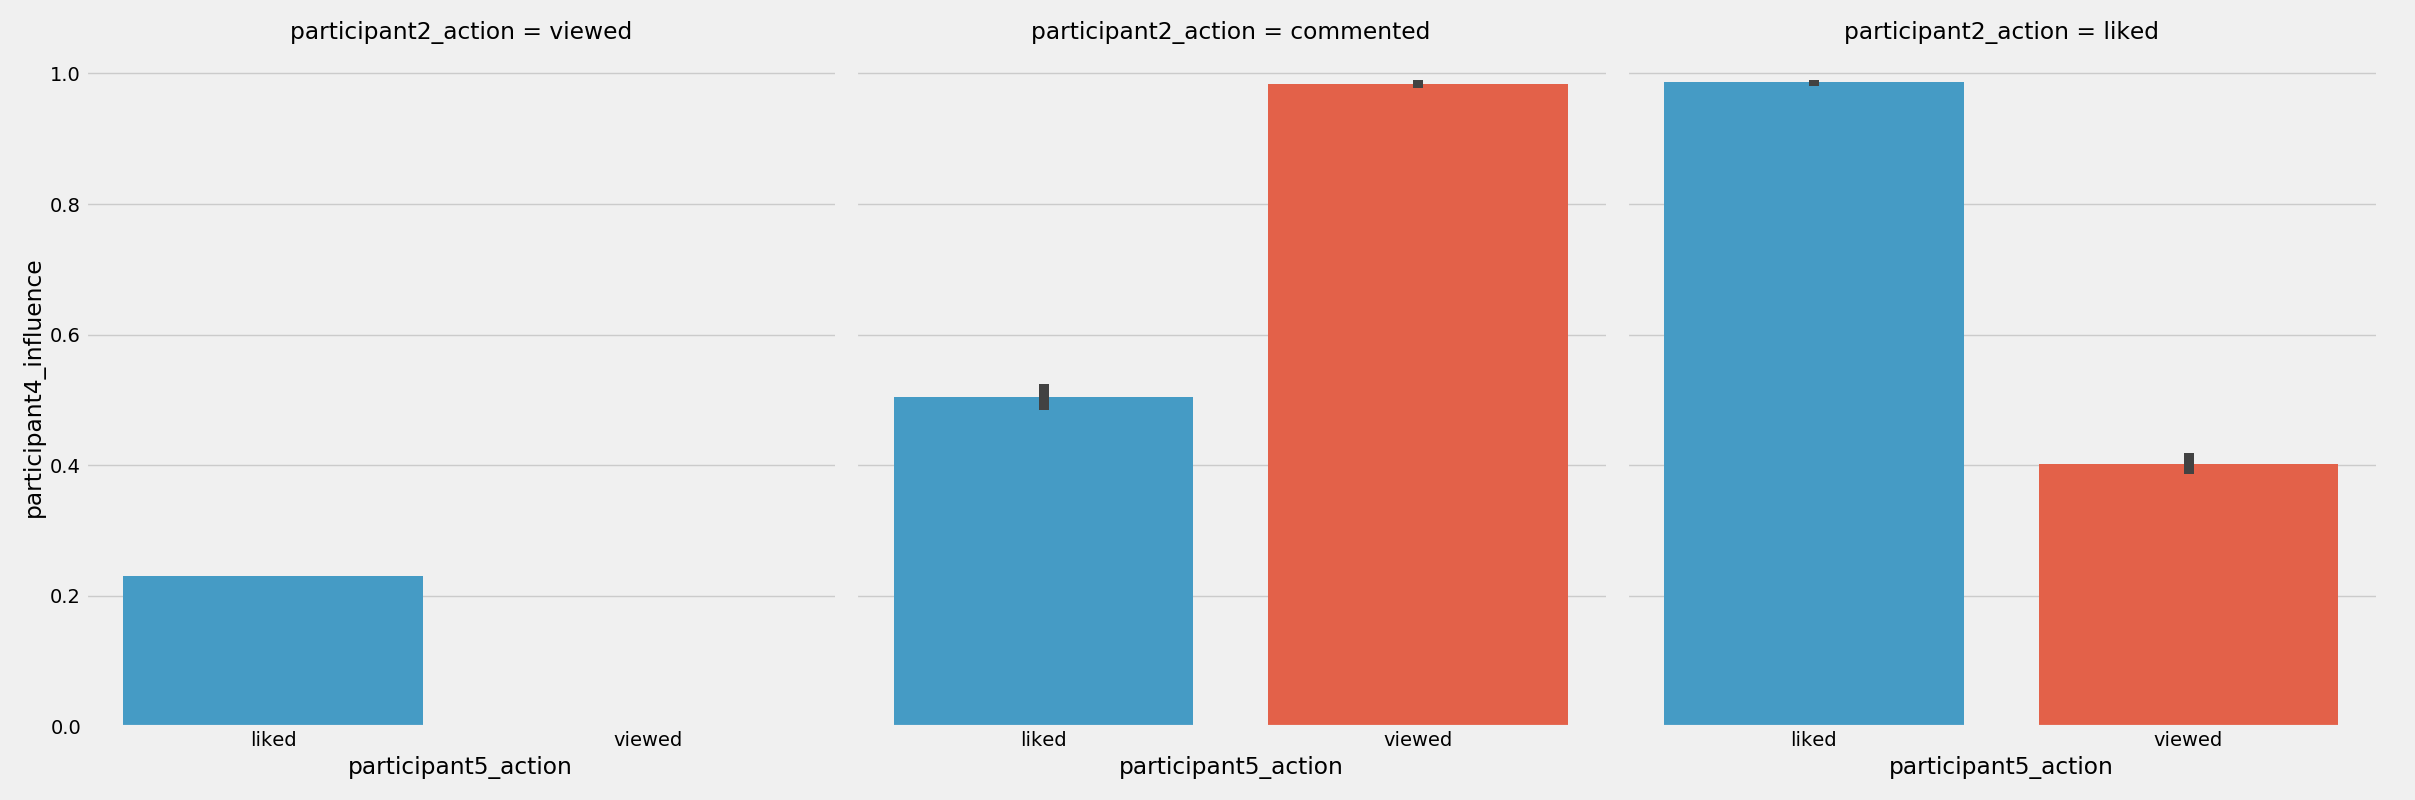 participant2_action = viewed
participant2_action = commented
participant2_action = liked
participant4_influence
1.0
0.8
0.6
0.4
0.2
0.0
liked
viewed
liked
viewed
liked
viewed
participant5_action
participant5_action
participant5_action